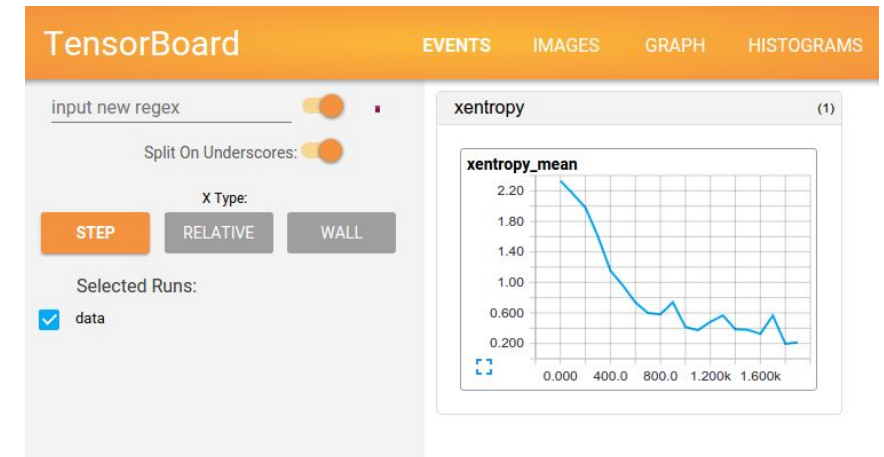 TensorBoard
EVENTS IMAGES GRAPH HISTOGRAMS
input new regex
Split On Underscores:
X Type:
STEP RELATIVE WALL
Selected Runs:
data
xentropy (1)
xentropy_mean
2.20
1.80
1.40
1.00
0.600
0.200
0.000 400.0 800.0 1.200k 1.600k